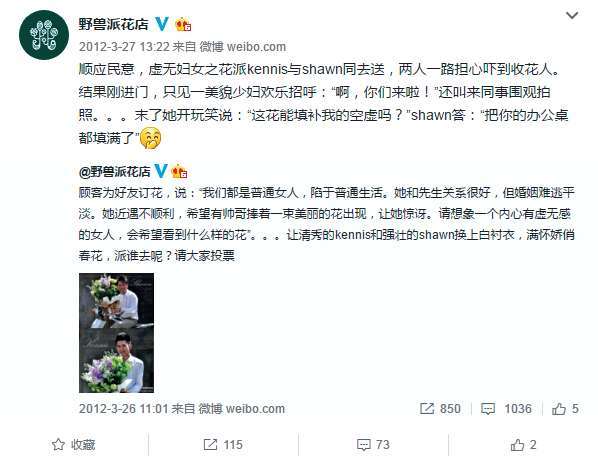 野兽派花店
2012-3-27 13:22 来自 微博 weibo.com
顺应民意，虚无妇女之花派kennis与shawn同去送，两人一路担心吓到收花人。
结果刚进门，只见一美貌少妇欢乐招呼：“啊，你们来啦！”还叫来同事围观拍
照。。。末了她开玩笑说：“这花能填补我的空虚吗？”shawn答：“把你的办公桌
都填满了”
@野兽派花店
顾客为好友订花，说：“我们都是普通女人，陷于普通生活。她和先生关系很好，但婚姻难逃平
淡。她近遇不顺利，希望有帅哥捧着一束美丽的花出现，让她惊讶。请想象一个内心有虚无感
的女人，会希望看到什么样的花”。。。让清秀的kennis和强壮的shawn换上白衬衣，满怀娇俏
春花，派谁去呢？请大家投票
Kennis
2012-3-26 11:01 来自 微博 weibo.com
850
1036
5
收藏
115
73
2